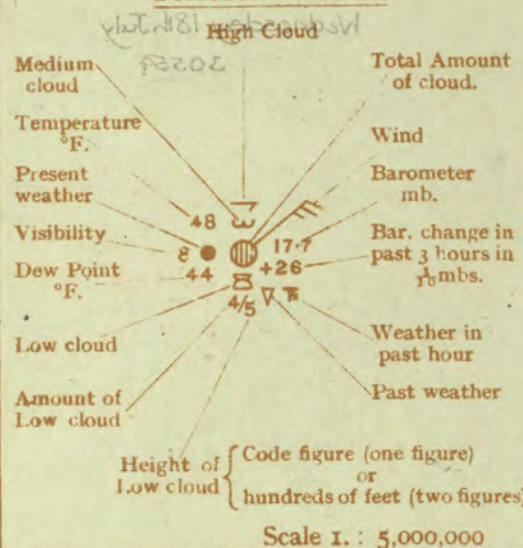 Wednesday 18th July
30559
High Cloud
Medium cloud
Total Amount of cloud.
Temperature °F.
Wind
Present weather
Barometer mb.
48
Visibility
8
17·7
Bar. change in past 3 hours in 1/10 mbs.
Dew Point °F.
44
+26
4/5
Low cloud
Weather in past hour
Amount of Low cloud
Past weather
Height of Low cloud
Code figure (one figure)
or
hundreds of feet (two figures)
Scale 1. : 5,000,000